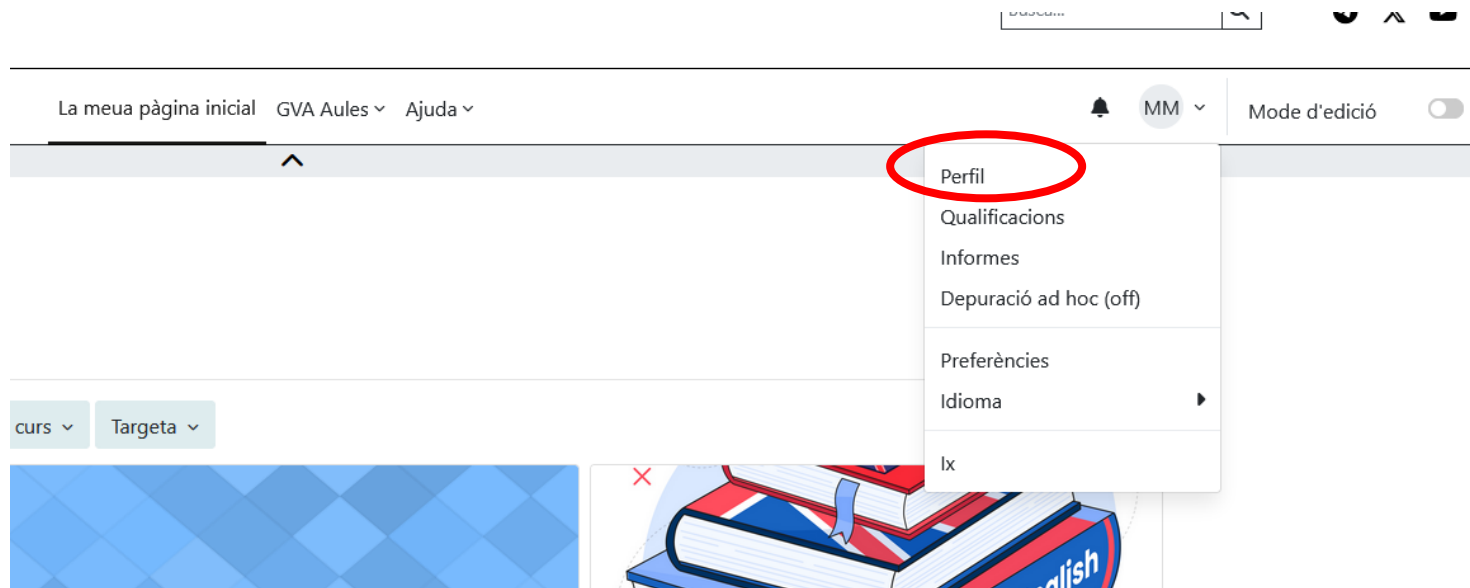 La meua pàgina inicial GVA Aules Ajuda MM Mode d'edició
Perfil
Qualificacions
Informes
Depuració ad hoc (off)
Preferències
Idioma
curs Targeta
Ix